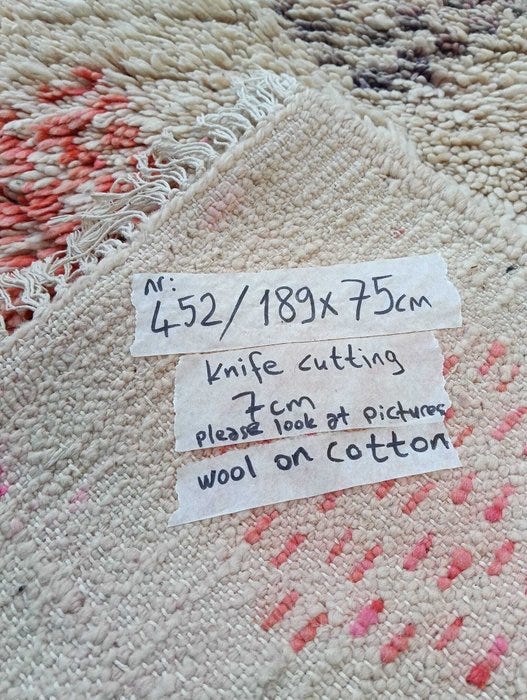 nr:
452/189x75cm
Knife cutting
7cm
please look at pictures
wool on cotton